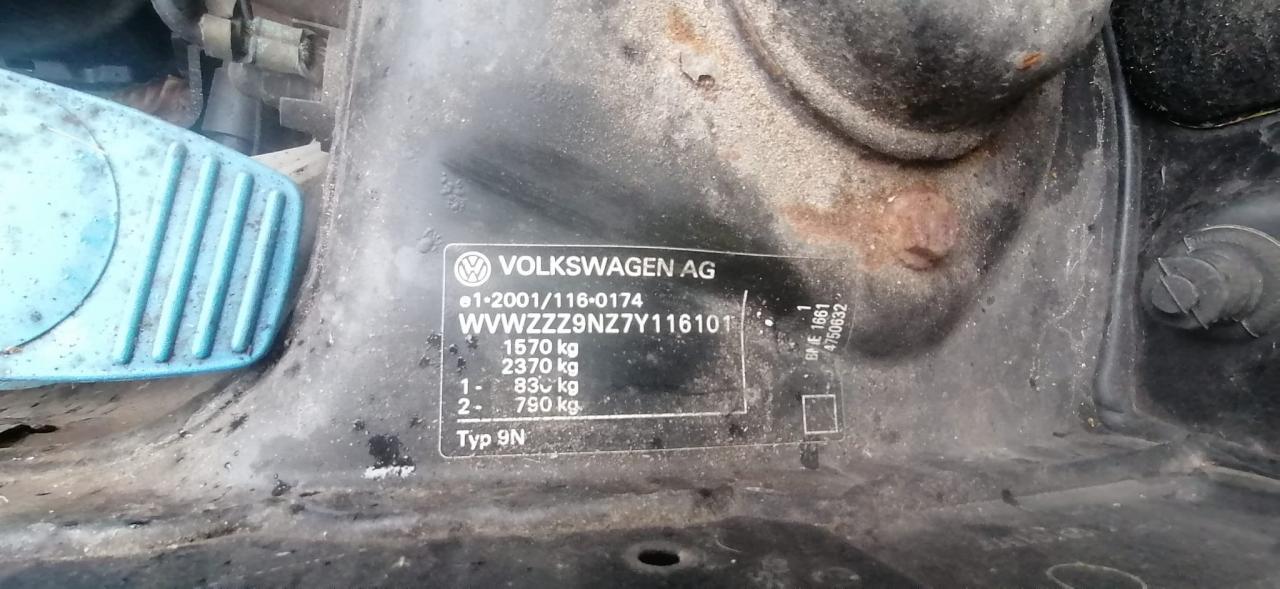 VOLKSWAGEN AG
e1*2001/116*0174
WVWZZZ9NZ7Y116101
1570 kg
2370 kg
1 - kg
2 - 790 kg
Typ 9N
1
1661
4750632